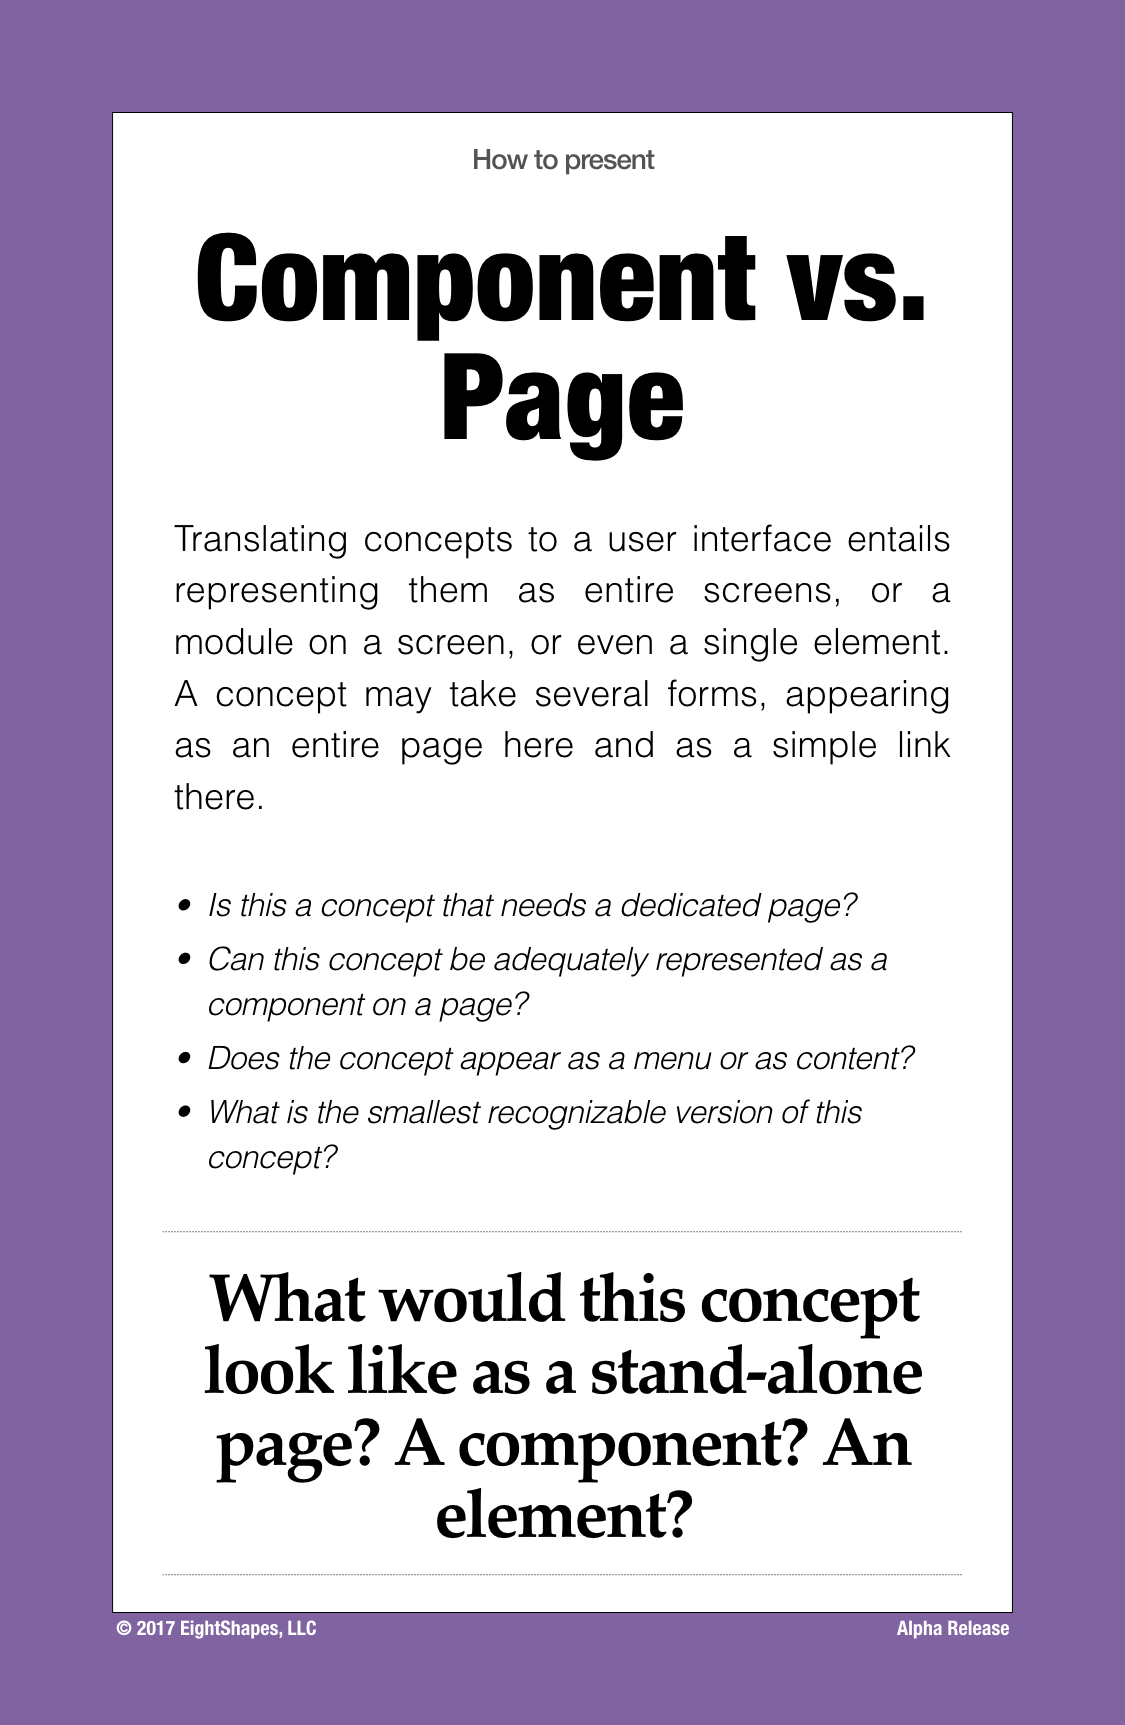 How to present
Component vs.
Page
Translating concepts to a user interface entails
representing them as entire screens, or a
module on a screen, or even a single element.
A concept may take several forms, appearing
as an entire page here and as a simple link
there.
• Is this a concept that needs a dedicated page?
• Can this concept be adequately represented as a
component on a page?
• Does the concept appear as a menu or as content?
• What is the smallest recognizable version of this
concept?
What would this concept
look like as a stand-alone
page? A component? An
element?
© 2017 EightShapes, LLC
Alpha Release